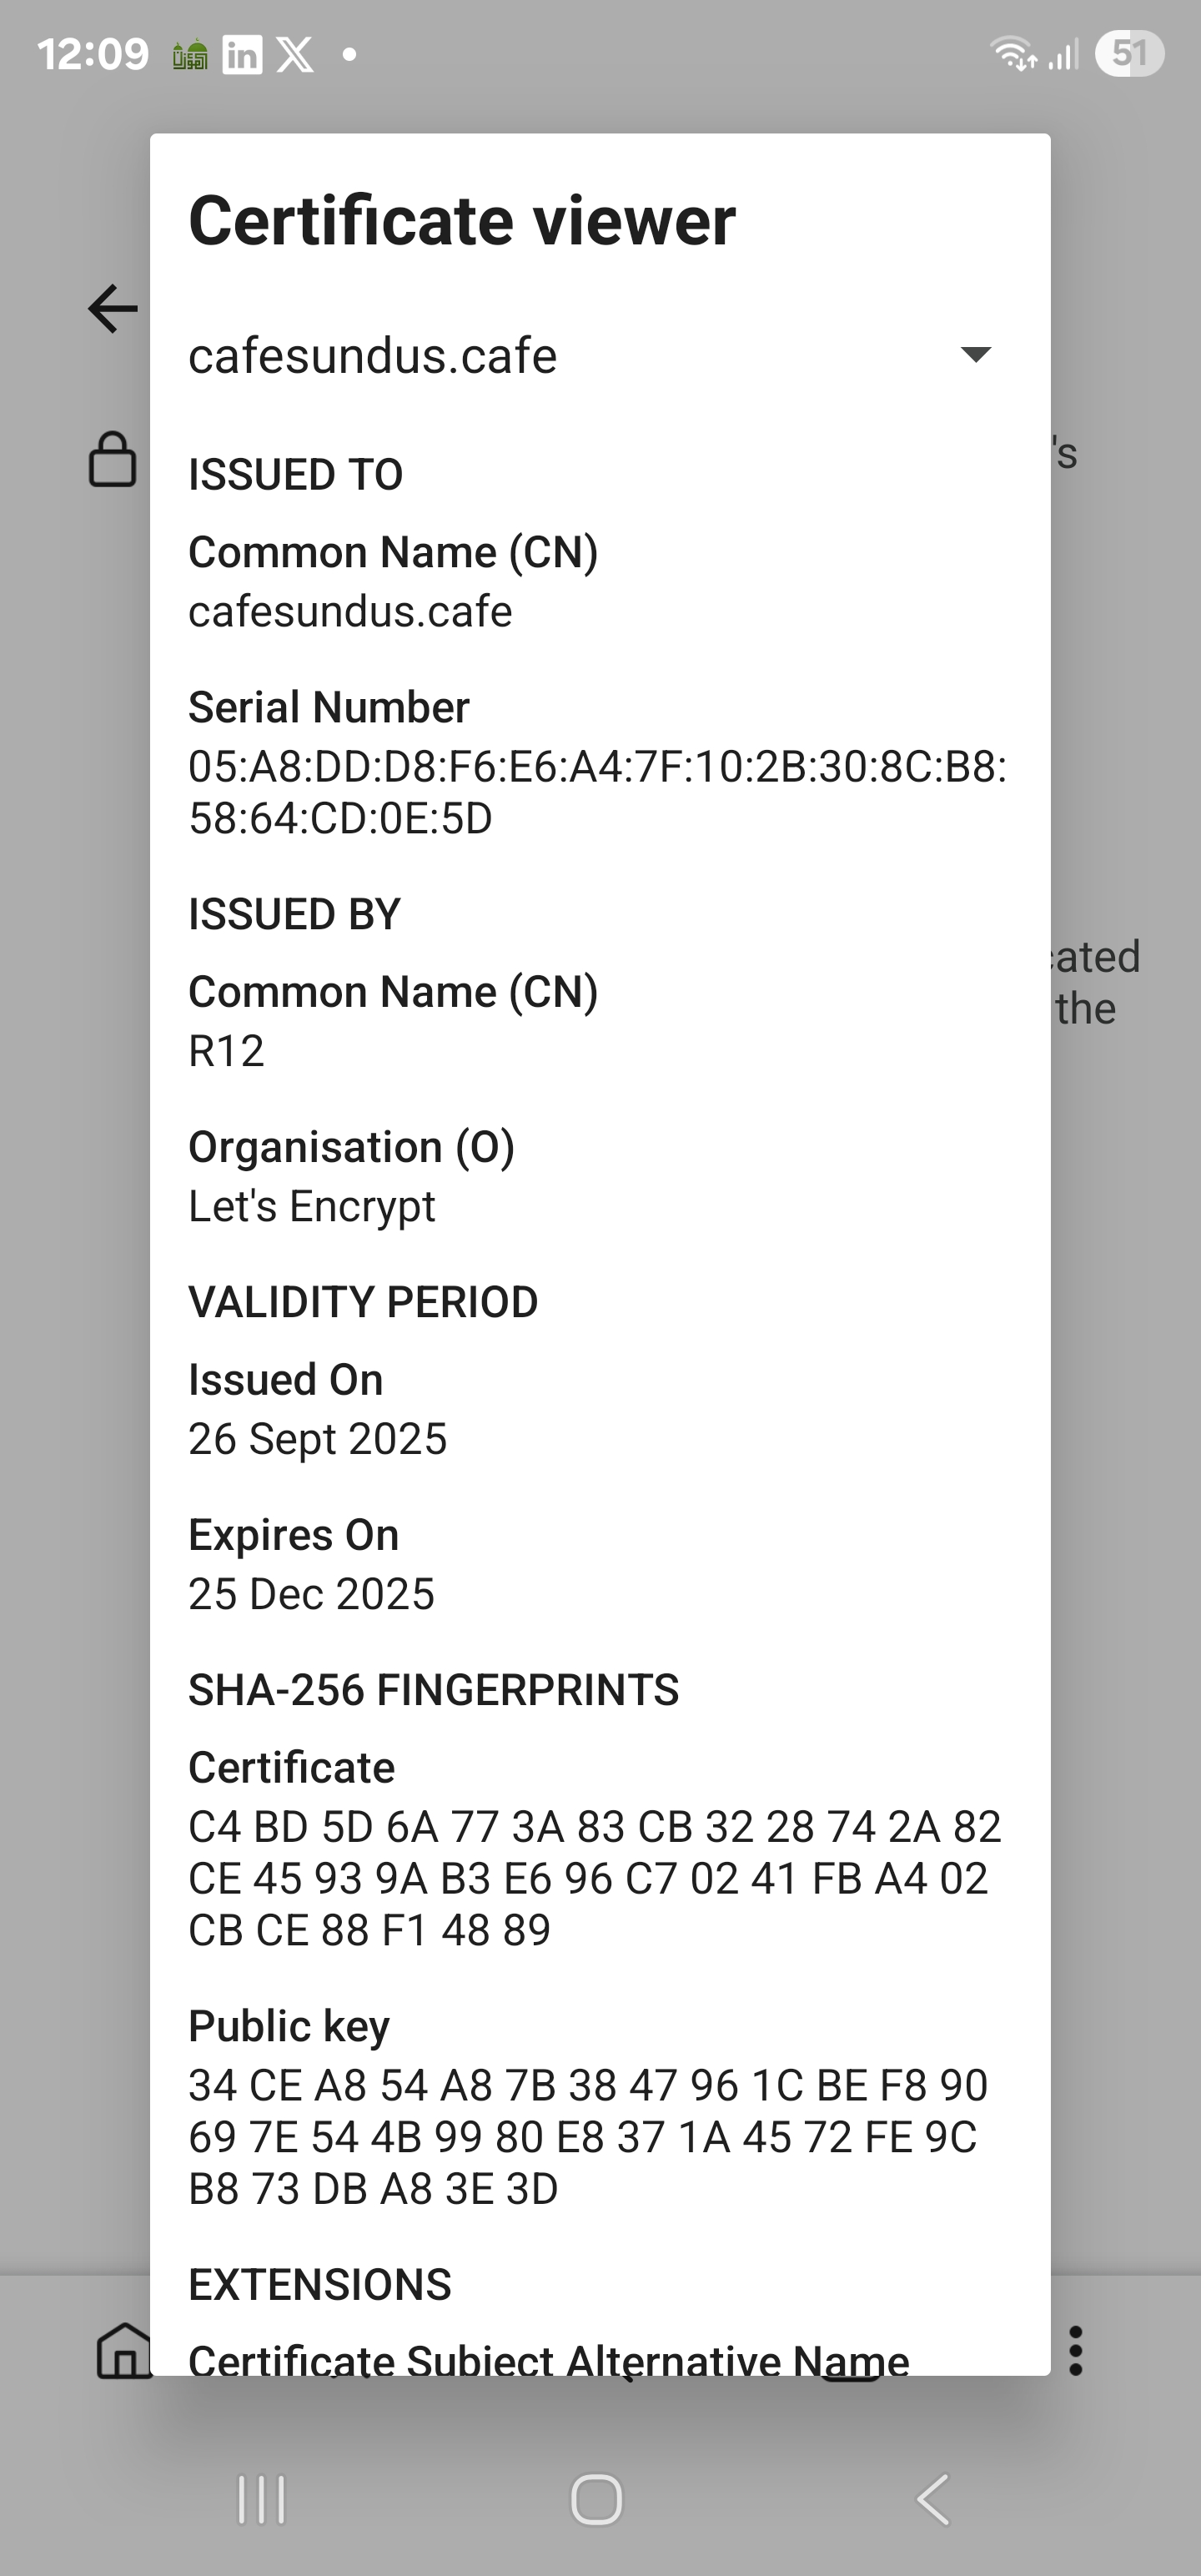 12:09
51
Certificate viewer
cafesundus.cafe
ISSUED TO
's
Common Name (CN)
cafesundus.cafe
Serial Number
05:A8:DD:D8:F6:E6:A4:7F:10:2B:30:8C:B8:
58:64:CD:0E:5D
ISSUED BY
cated
Common Name (CN)
the
R12
Organisation (O)
Let's Encrypt
VALIDITY PERIOD
Issued On
26 Sept 2025
Expires On
25 Dec 2025
SHA-256 FINGERPRINTS
Certificate
C4 BD 5D 6A 77 3A 83 CB 32 28 74 2A 82
CE 45 93 9A B3 E6 96 C7 02 41 FB A4 02
CB CE 88 F1 48 89
Public key
34 CE A8 54 A8 7B 38 47 96 1C BE F8 90
69 7E 54 4B 99 80 E8 37 1A 45 72 FE 9C
B8 73 DB A8 3E 3D
EXTENSIONS
Certificate Subject Alternative Name